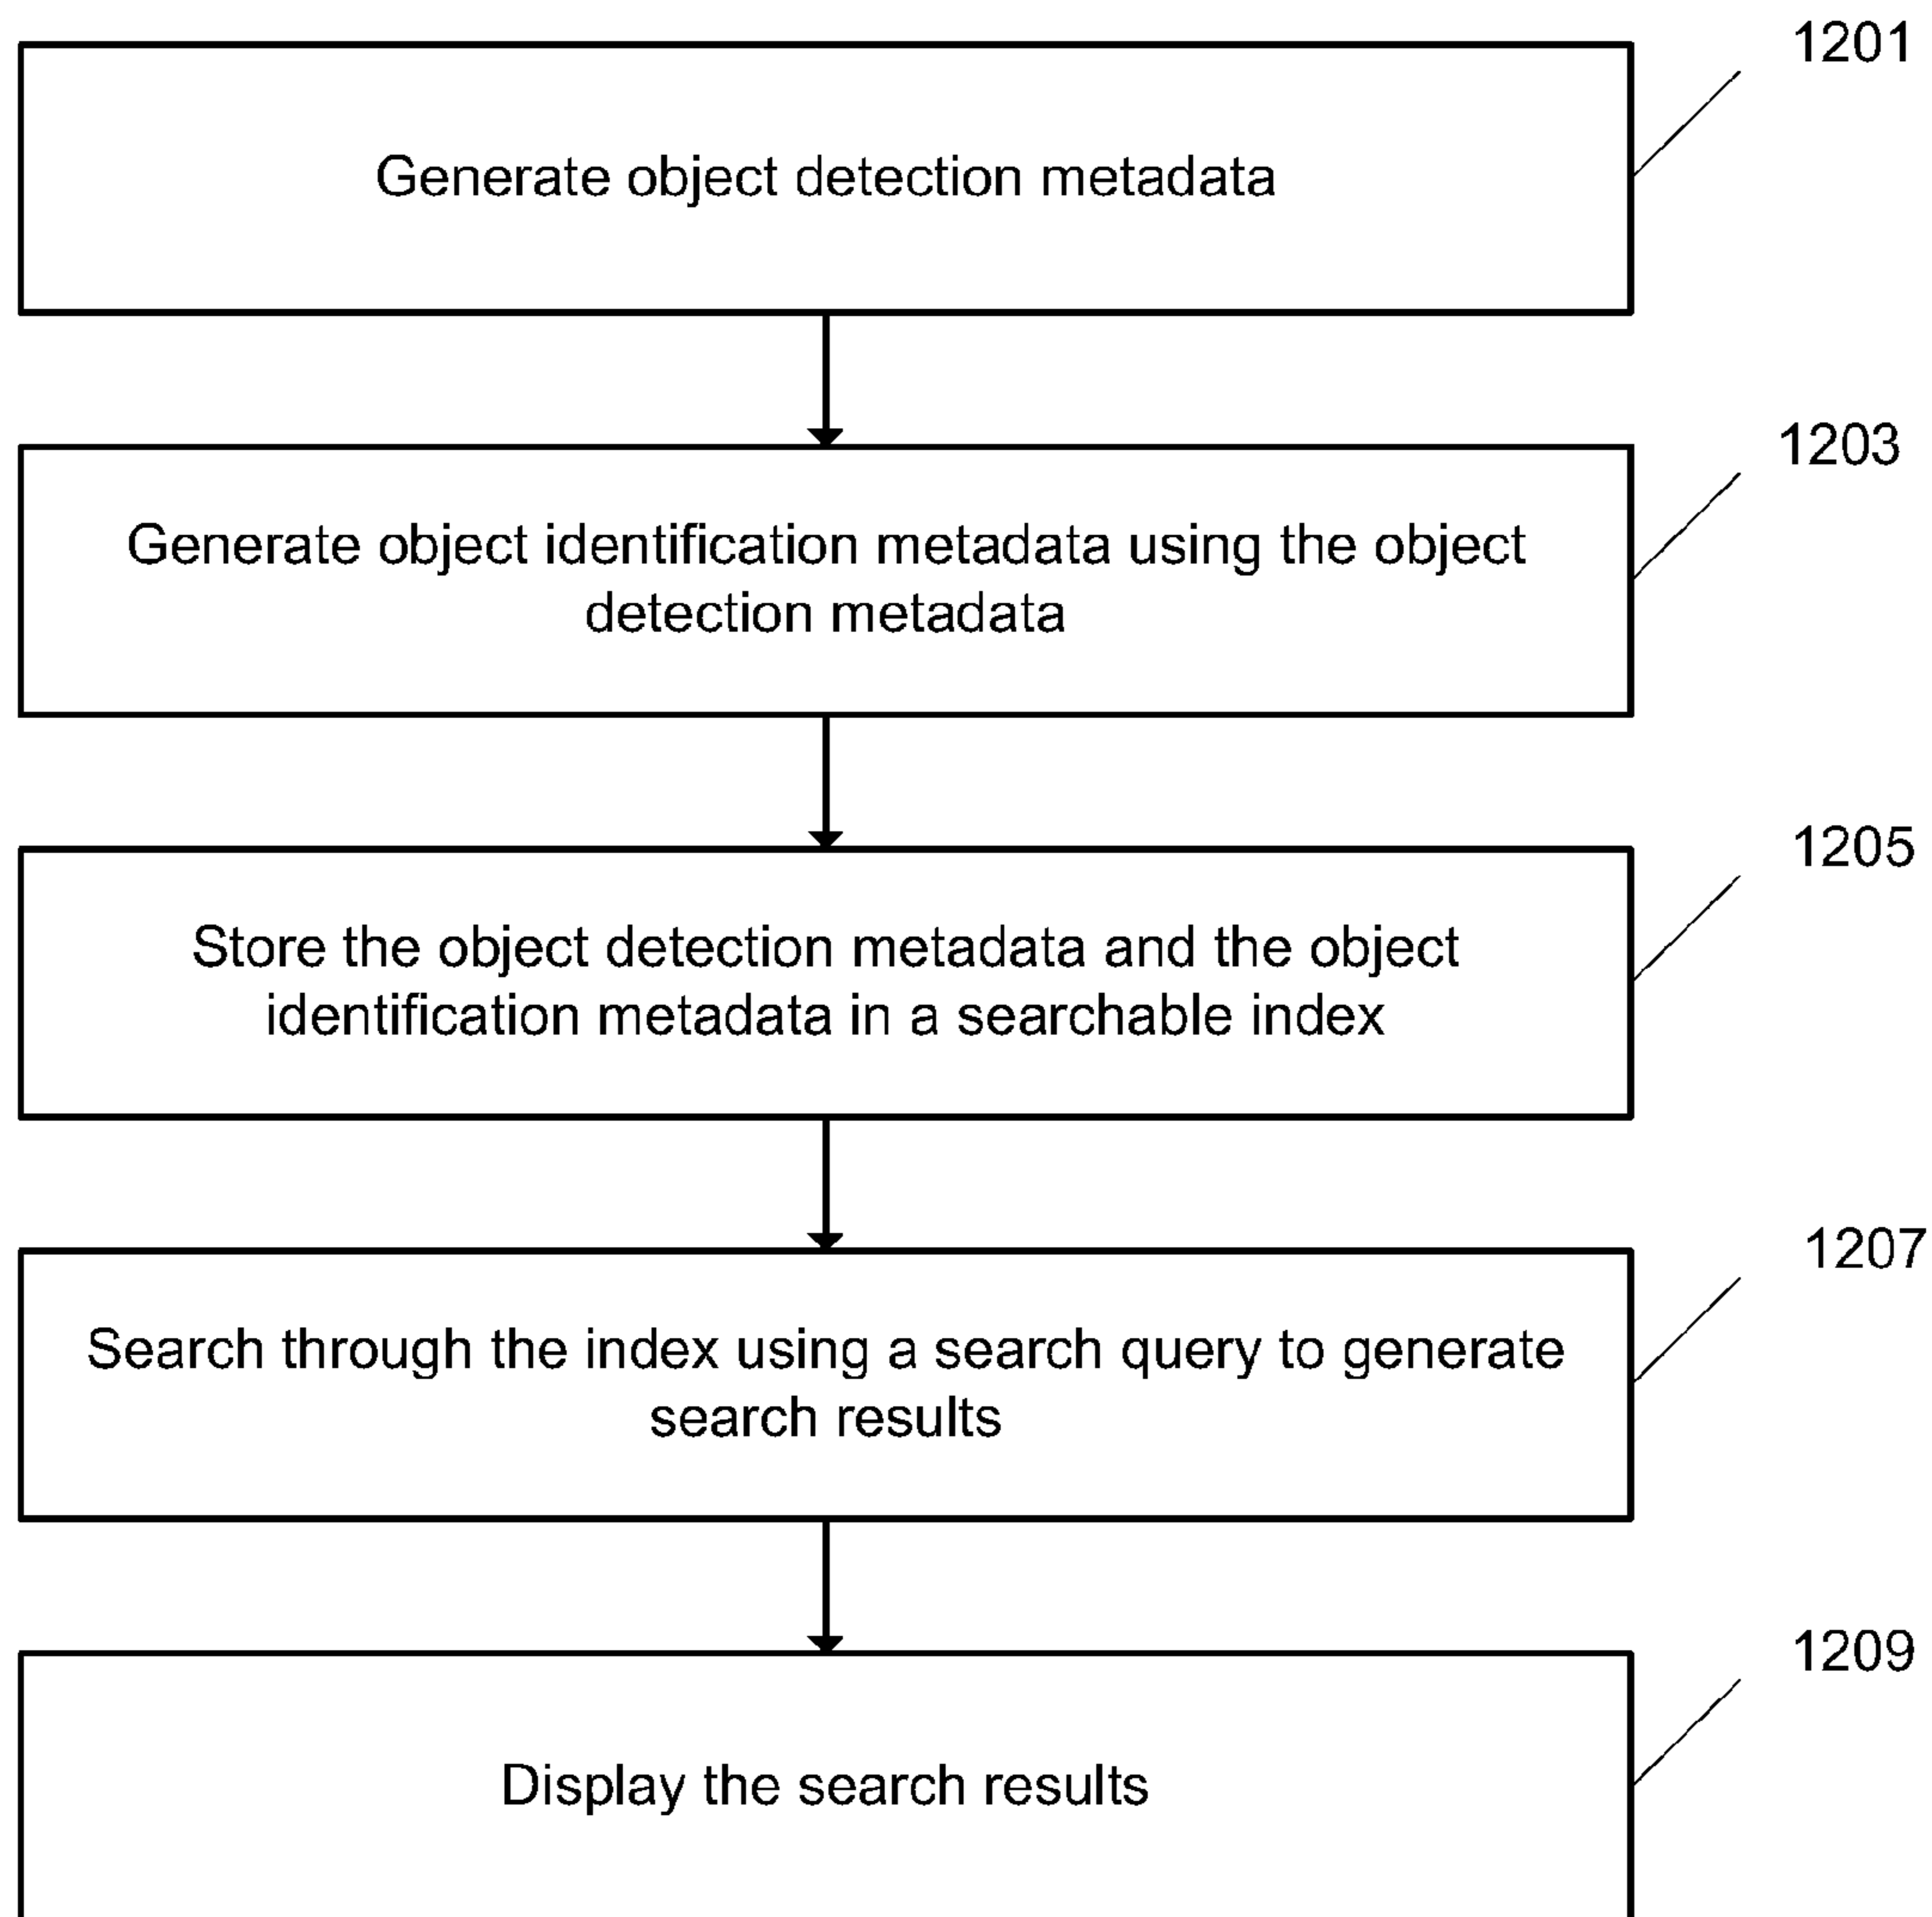 1201
Generate object detection metadata
1203
Generate object identification metadata using the object
detection metadata
1205
Store the object detection metadata and the object
identification metadata in a searchable index
1207
Search through the index using a search query to generate
search results
1209
Display the search results